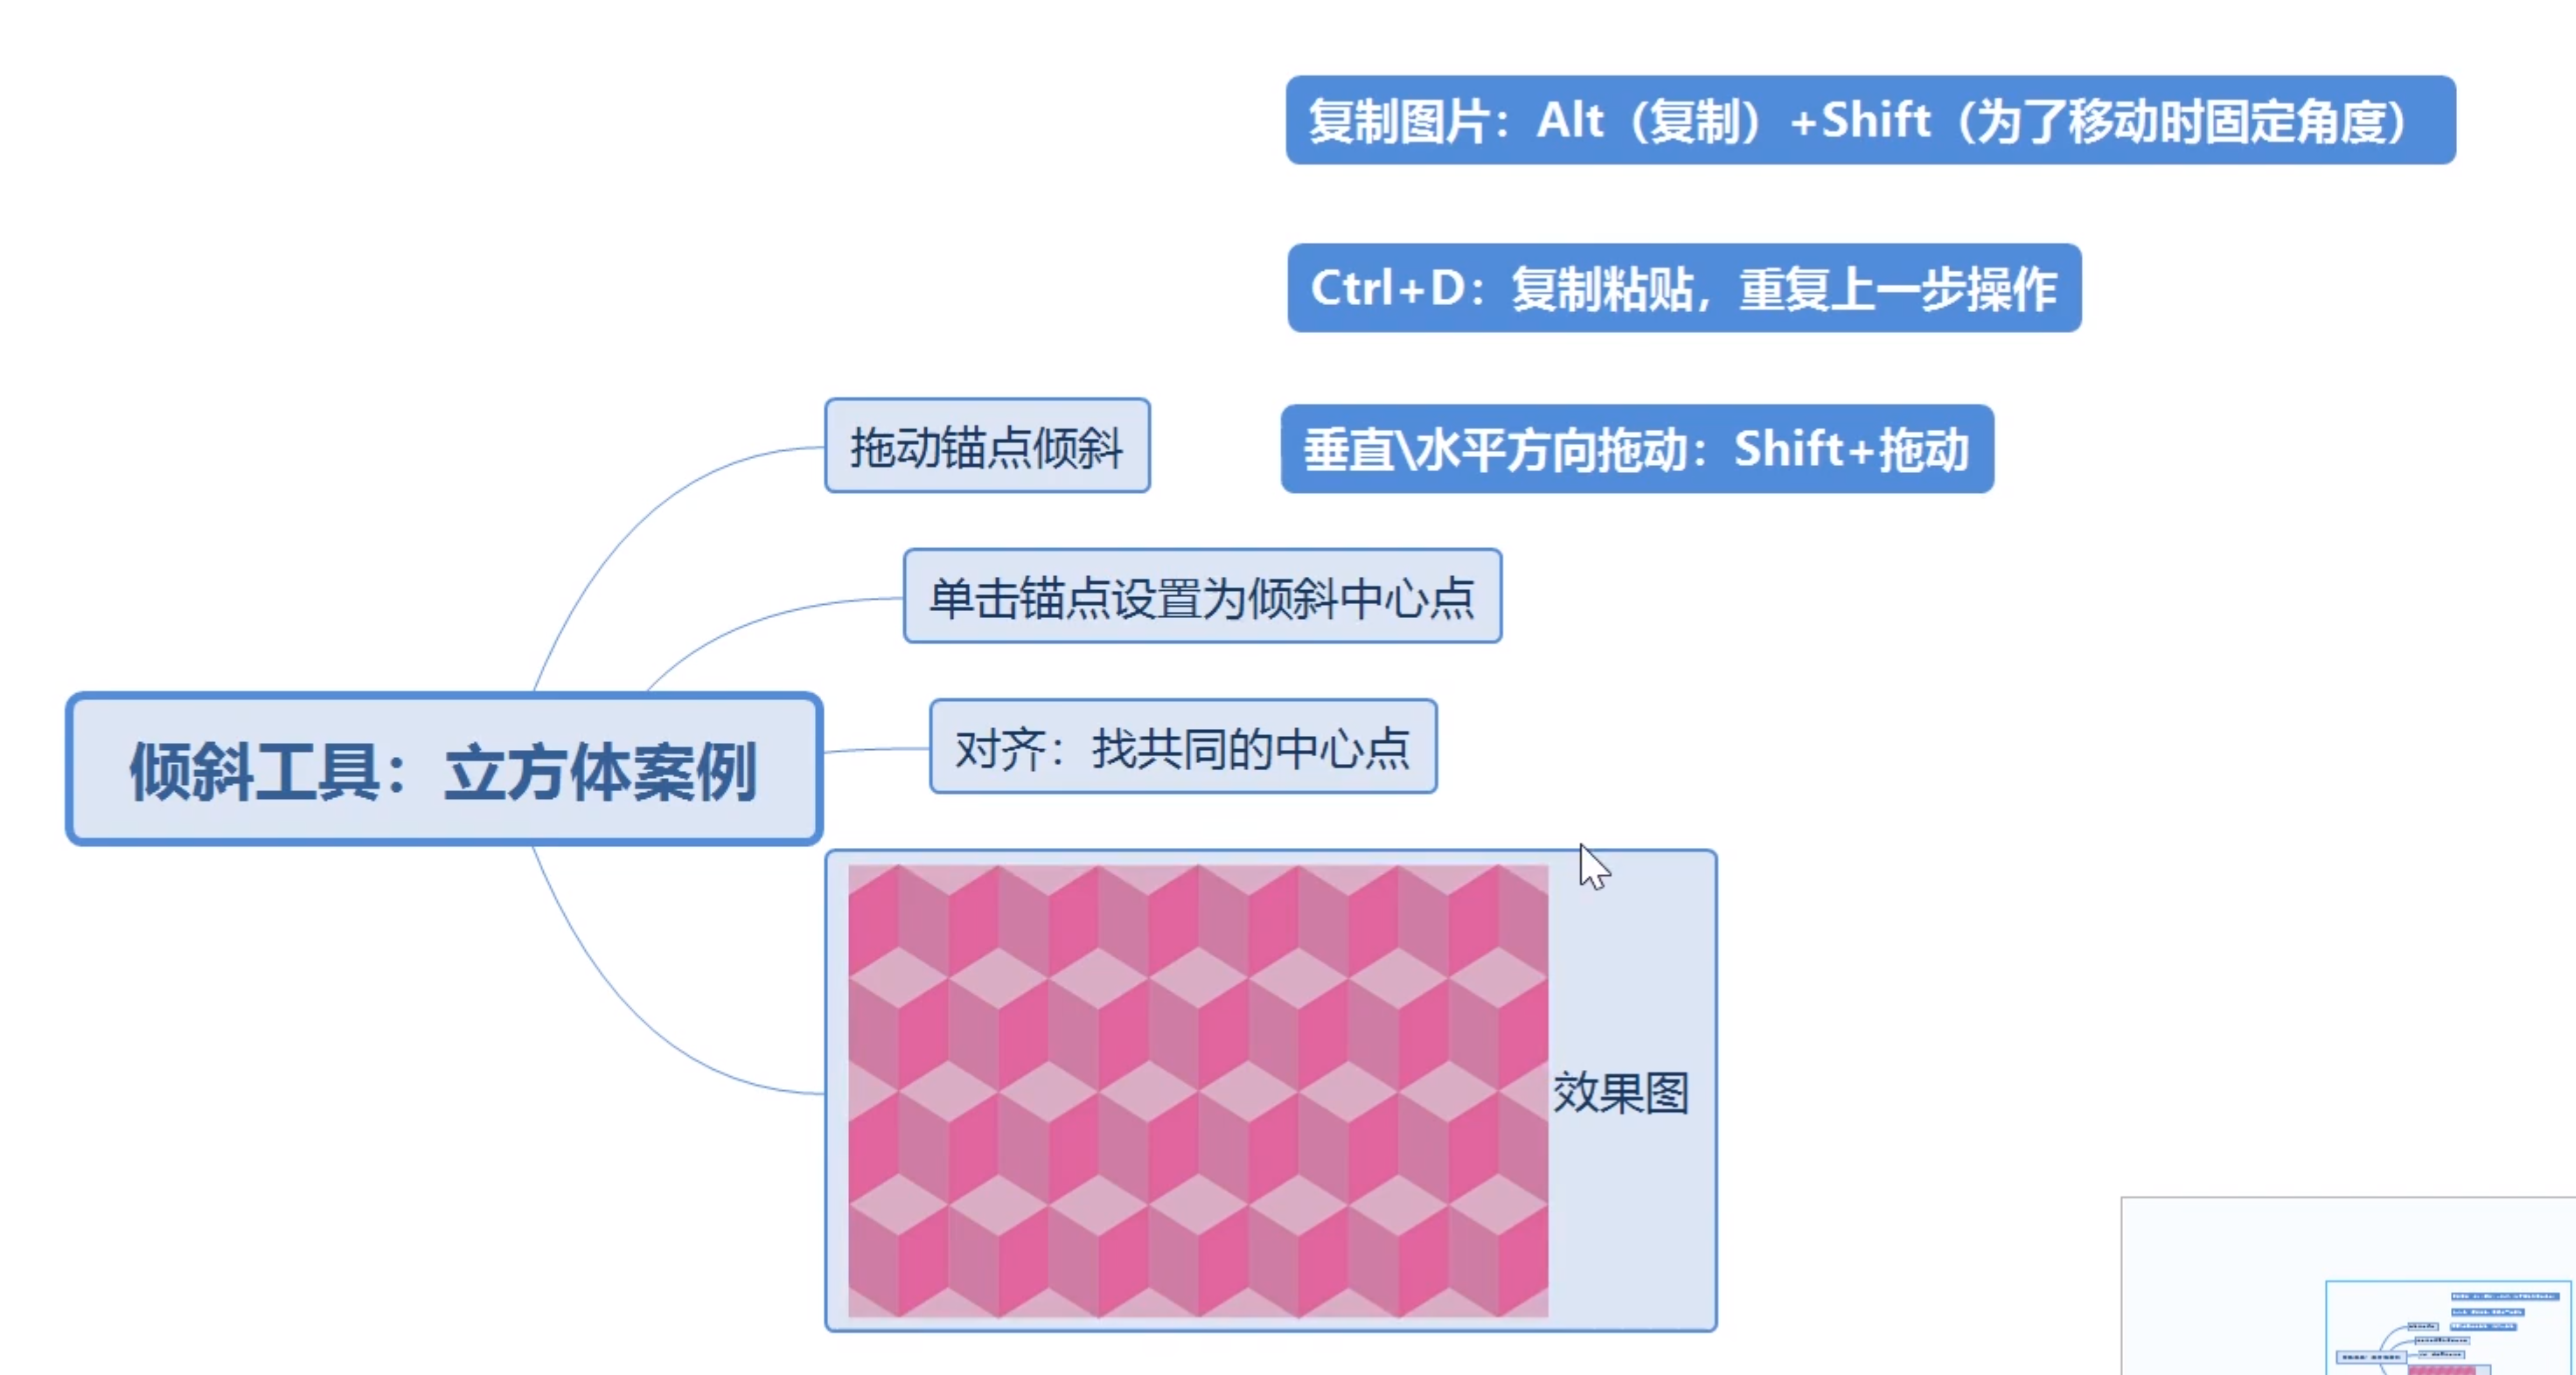 复制图片：Alt（复制）+Shift（为了移动时固定角度）
Ctrl+D：复制粘贴，重复上一步操作
拖动锚点倾斜
垂直\水平方向拖动：Shift+拖动
单击锚点设置为倾斜中心点
对齐：找共同的中心点
倾斜工具：立方体案例
效果图